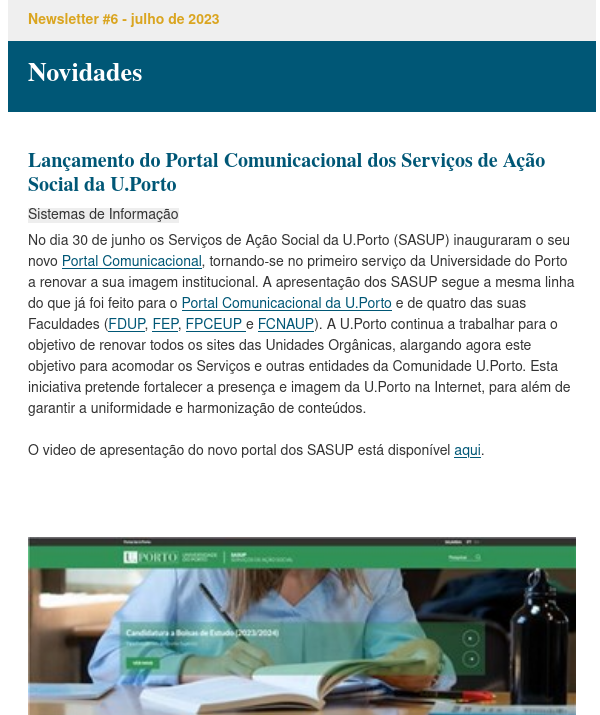 Newsletter #6 - julho de 2023
Novidades
Lançamento do Portal Comunicacional dos Serviços de Ação
Social da U.Porto
Sistemas de Informação
No dia 30 de junho os Serviços de Ação Social da U.Porto (SASUP) inauguraram o seu
novo Portal Comunicacional, tornando-se no primeiro serviço da Universidade do Porto
a renovar a sua imagem institucional. A apresentação dos SASUP segue a mesma linha
do que já foi feito para o Portal Comunicacional da U.Porto e de quatro das suas
Faculdades (FDUP, FEP, FPCEUP e FCNAUP). A U.Porto continua a trabalhar para o
objetivo de renovar todos os sites das Unidades Orgânicas, alargando agora este
objetivo para acomodar os Serviços e outras entidades da Comunidade U.Porto. Esta
iniciativa pretende fortalecer a presença e imagem da U.Porto na Internet, para além de
garantir a uniformidade e harmonização de conteúdos.
O video de apresentação do novo portal dos SASUP está disponível aqui.
U.PORTO UNIVERSIDADE DO PORTO SASUP SERVIÇOS DE AÇÃO SOCIAL Pesquisar
Candidatura a Bolsas de Estudo (2023/2024)
VER MAIS